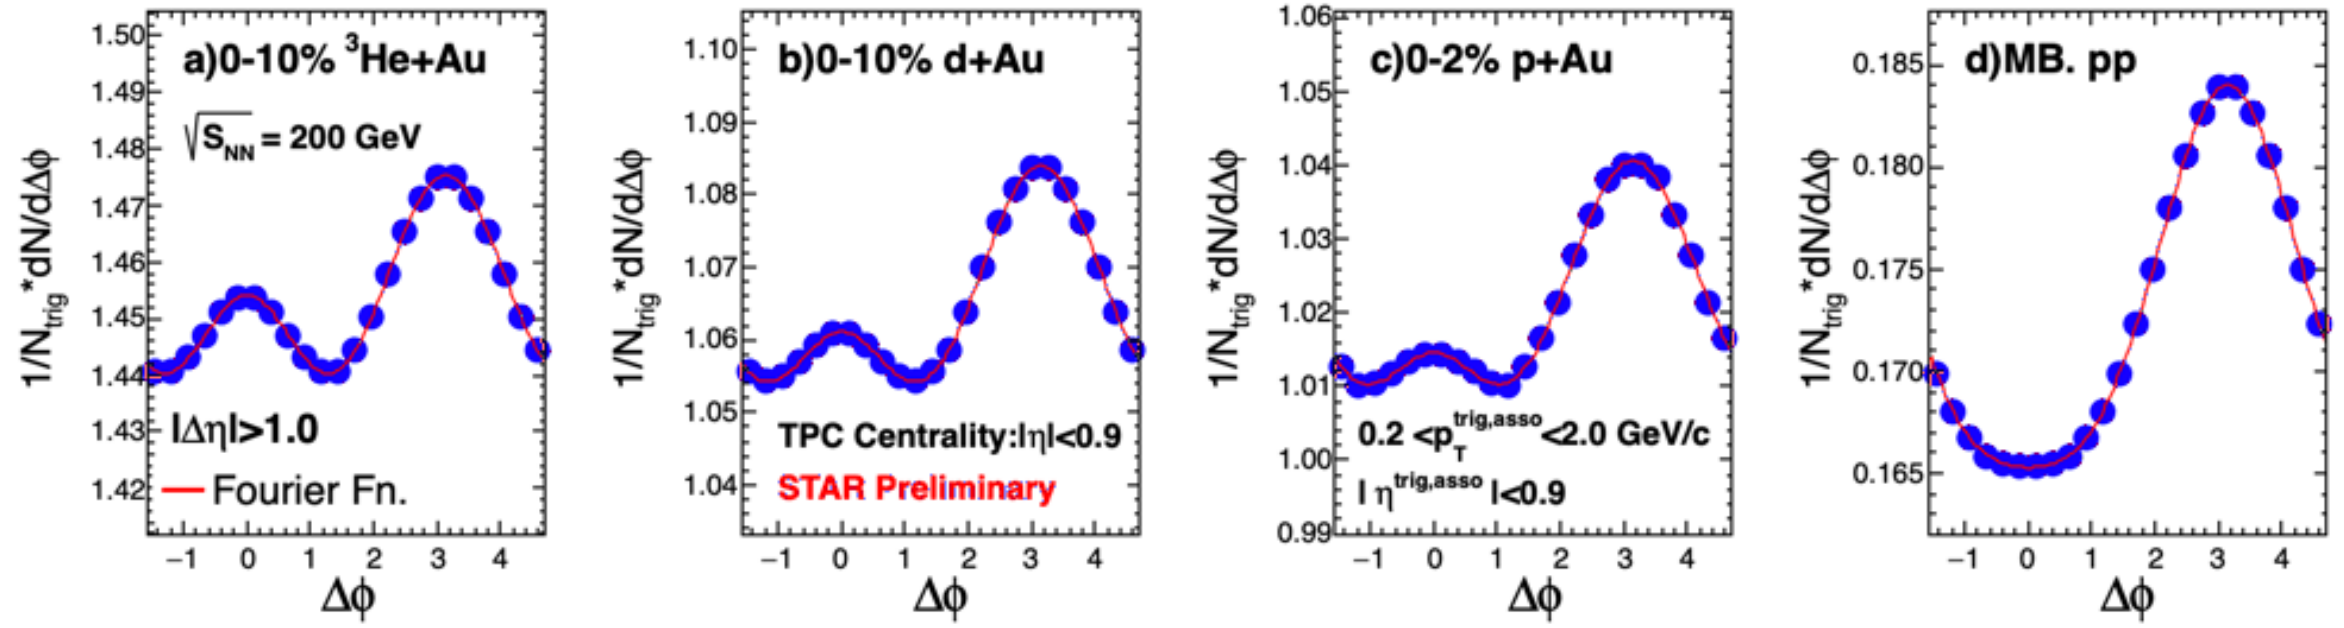 a)0-10% ³He+Au
√S_NN = 200 GeV
|Δη|>1.0
Fourier Fn.
1/N_trig*dN/dΔϕ
1.50
1.49
1.48
1.47
1.46
1.45
1.44
1.43
1.42
−1 0 1 2 3 4
Δϕ
b)0-10% d+Au
TPC Centrality:|η|<0.9
STAR Preliminary
1/N_trig*dN/dΔϕ
1.10
1.09
1.08
1.07
1.06
1.05
1.04
−1 0 1 2 3 4
Δϕ
c)0-2% p+Au
0.2 <p_T^trig,asso<2.0 GeV/c
| η^trig,asso |<0.9
1/N_trig*dN/dΔϕ
1.06
1.05
1.04
1.03
1.02
1.01
1.00
0.99
−1 0 1 2 3 4
Δϕ
d)MB. pp
1/N_trig*dN/dΔϕ
0.185
0.180
0.175
0.170
0.165
−1 0 1 2 3 4
Δϕ